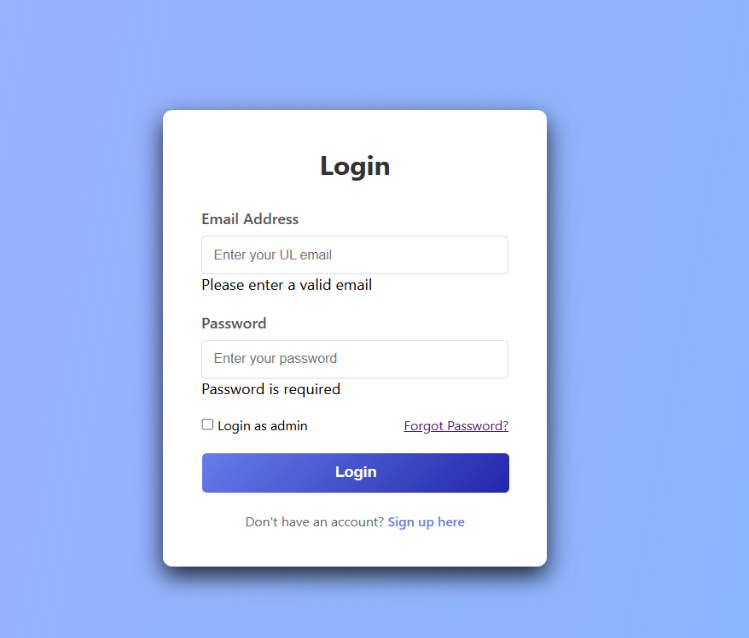 Login
Email Address
Enter your UL email
Please enter a valid email
Password
Enter your password
Password is required
Login as admin Forgot Password?
Login
Don't have an account? Sign up here